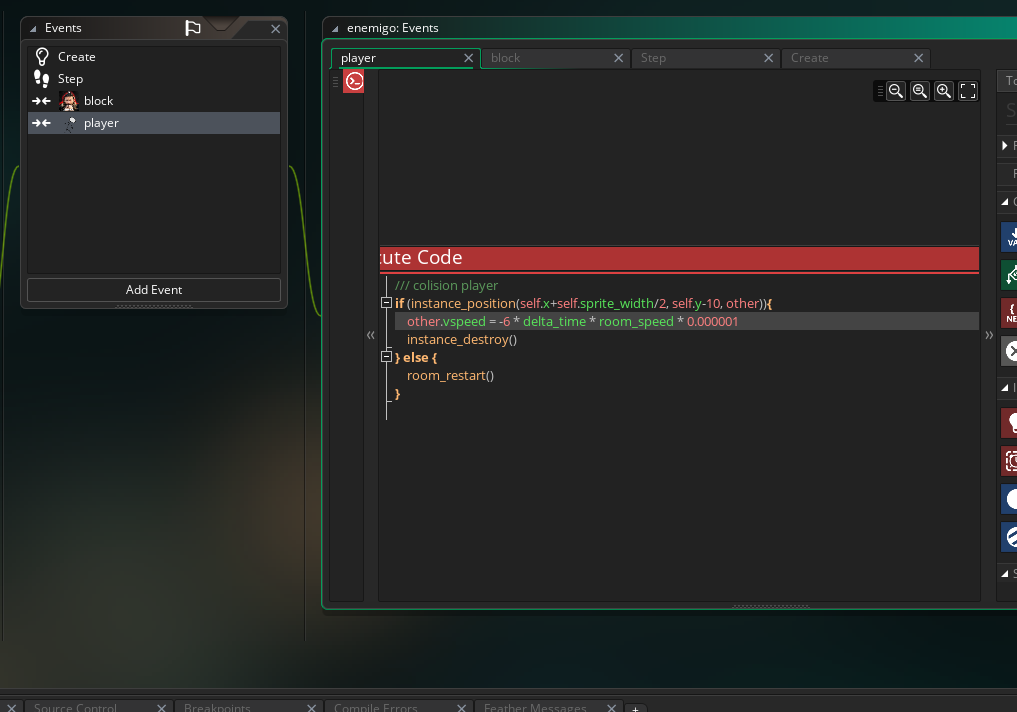 Events
Create
Step
block
player
Add Event
enemigo: Events
player
block
Step
Create
cute Code
/// colision player
if (instance_position(self.x+self.sprite_width/2, self.y-10, other)){
other.vspeed = -6 * delta_time * room_speed * 0.000001
instance_destroy()
} else {
room_restart()
}
Source Control
Breakpoints
Compile Errors
Feather Messages